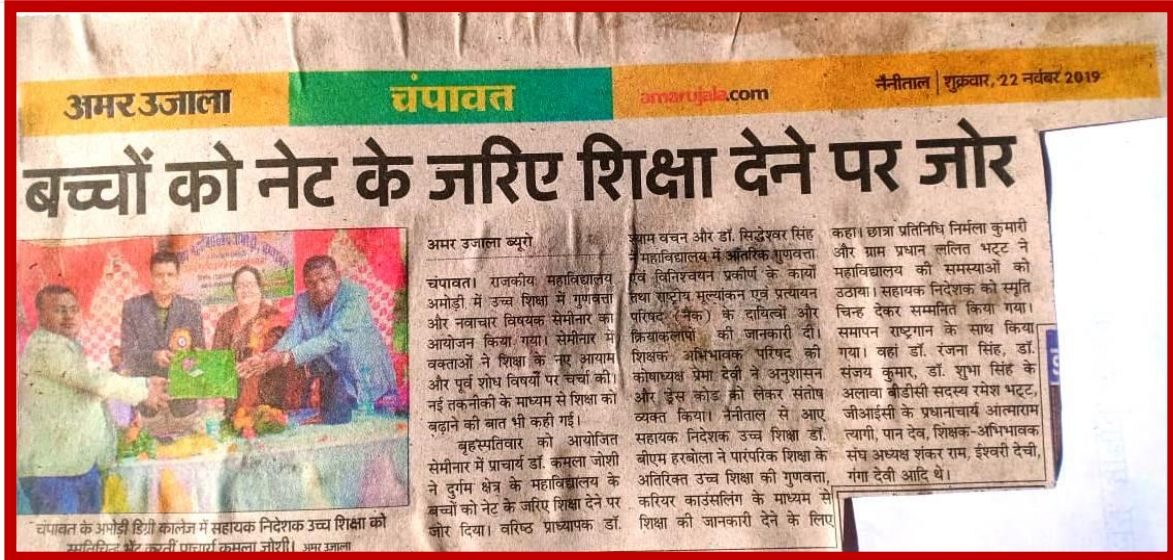 अमर उजाला
चंपावत
amarujala.com
नैनीताल | शुक्रवार, 22 नवंबर 2019
बच्चों को नेट के जरिए शिक्षा देने पर जोर
चंपावत के अमोड़ी डिग्री कालेज में सहायक निदेशक उच्च शिक्षा को
स्मृतिचिन्ह भेंट करतीं प्राचार्य कमला जोशी। अमर उजाला
अमर उजाला ब्यूरो
चंपावत। राजकीय महाविद्यालय
अमोड़ी में उच्च शिक्षा में गुणवत्ता
और नवाचार विषयक सेमीनार का
आयोजन किया गया। सेमीनार में
वक्ताओं ने शिक्षा के नए आयाम
और पूर्व शोध विषयों पर चर्चा की।
नई तकनीकी के माध्यम से शिक्षा को
बढ़ाने की बात भी कही गई।
बृहस्पतिवार को आयोजित
सेमीनार में प्राचार्य डॉ. कमला जोशी
ने दुर्गम क्षेत्र के महाविद्यालय के
बच्चों को नेट के जरिए शिक्षा देने पर
जोर दिया। वरिष्ठ प्राध्यापक डॉ.
श्याम वचन और डॉ. सिद्धेश्वर सिंह
ने महाविद्यालय में आंतरिक गुणवत्ता
एवं विनिश्चयन प्रकीर्ण के कार्यों
तथा राष्ट्रीय मूल्यांकन एवं प्रत्यायन
परिषद (नैक) के दायित्वों और
क्रियाकलापों की जानकारी दी।
शिक्षक अभिभावक परिषद की
कोषाध्यक्ष प्रेमा देवी ने अनुशासन
और ड्रेस कोड को लेकर संतोष
व्यक्त किया। नैनीताल से आए
सहायक निदेशक उच्च शिक्षा डॉ.
बीएम हरबोला ने पारंपरिक शिक्षा के
अतिरिक्त उच्च शिक्षा की गुणवत्ता,
करियर काउंसलिंग के माध्यम से
शिक्षा की जानकारी देने के लिए
कहा। छात्रा प्रतिनिधि निर्मला कुमारी
और ग्राम प्रधान ललित भट्ट ने
महाविद्यालय की समस्याओं को
उठाया। सहायक निदेशक को स्मृति
चिन्ह देकर सम्मनित किया गया।
समापन राष्ट्रगान के साथ किया
गया। वहां डॉ. रंजना सिंह, डॉ.
संजय कुमार, डॉ. शुभा सिंह के
अलावा बीडीसी सदस्य रमेश भट्ट,
जीआईसी के प्रधानाचार्य आत्माराम
त्यागी, पान देव, शिक्षक-अभिभावक
संघ अध्यक्ष शंकर राम, ईश्वरी देवी,
गंगा देवी आदि थे।